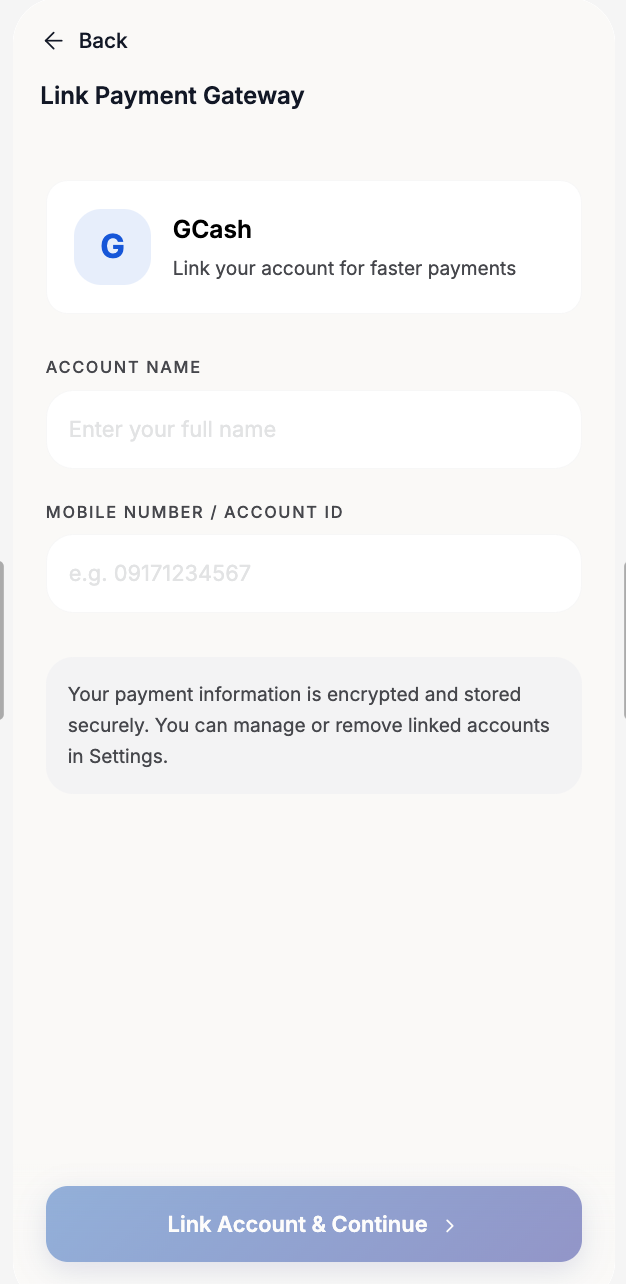 Back
Link Payment Gateway
G
GCash
Link your account for faster payments
ACCOUNT NAME
Enter your full name
MOBILE NUMBER / ACCOUNT ID
e.g. 09171234567
Your payment information is encrypted and stored
securely. You can manage or remove linked accounts
in Settings.
Link Account & Continue